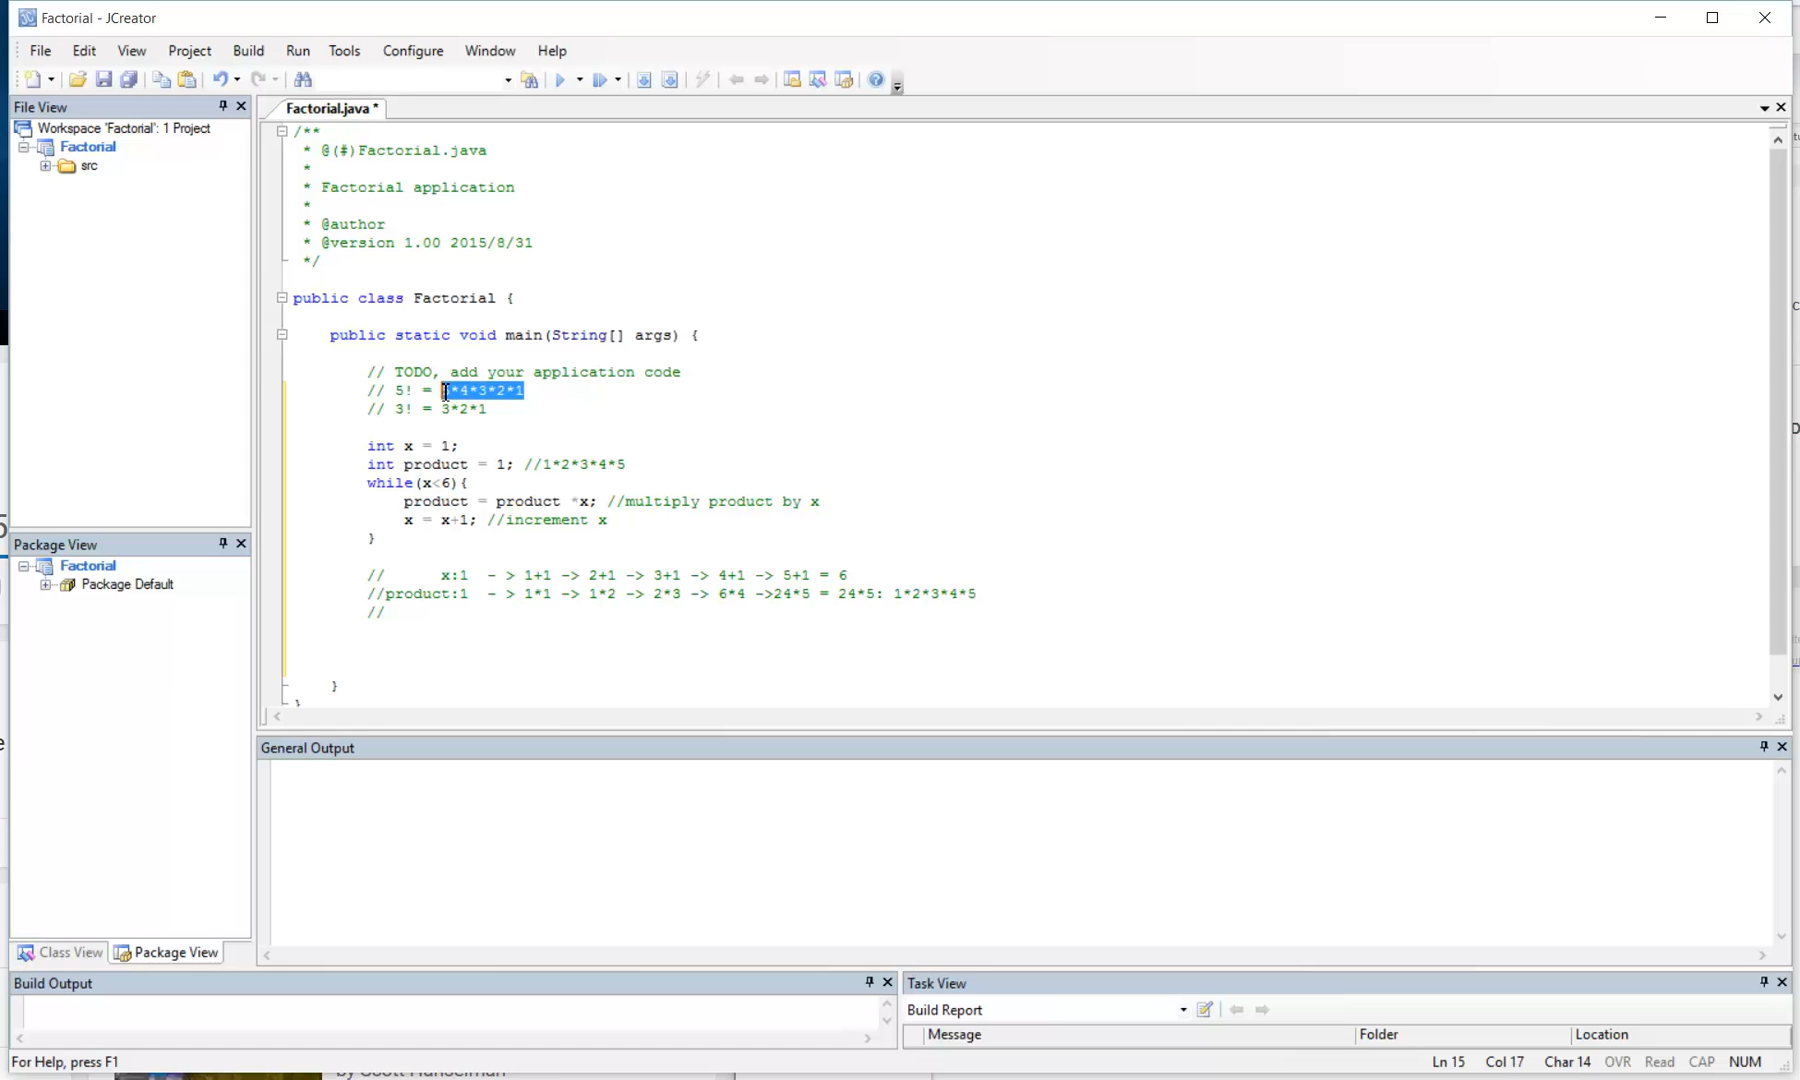 Factorial - JCreator
File Edit View Project Build Run Tools Configure Window Help
File View
Workspace 'Factorial': 1 Project
Factorial
src
Factorial.java *
/**
* @(#)Factorial.java
*
* Factorial application
*
* @author
* @version 1.00 2015/8/31
*/
public class Factorial {
public static void main(String[] args) {
// TODO, add your application code
// 5! = 5*4*3*2*1
// 3! = 3*2*1
int x = 1;
int product = 1; //1*2*3*4*5
while(x<6){
product = product *x; //multiply product by x
x = x+1; //increment x
}
// x:1 - > 1+1 -> 2+1 -> 3+1 -> 4+1 -> 5+1 = 6
//product:1 - > 1*1 -> 1*2 -> 2*3 -> 6*4 ->24*5 = 24*5: 1*2*3*4*5
//
}
Package View
Factorial
Package Default
Class View Package View
General Output
Build Output
Task View
Build Report
Message Folder Location
For Help, press F1
Ln 15 Col 17 Char 14 OVR Read CAP NUM